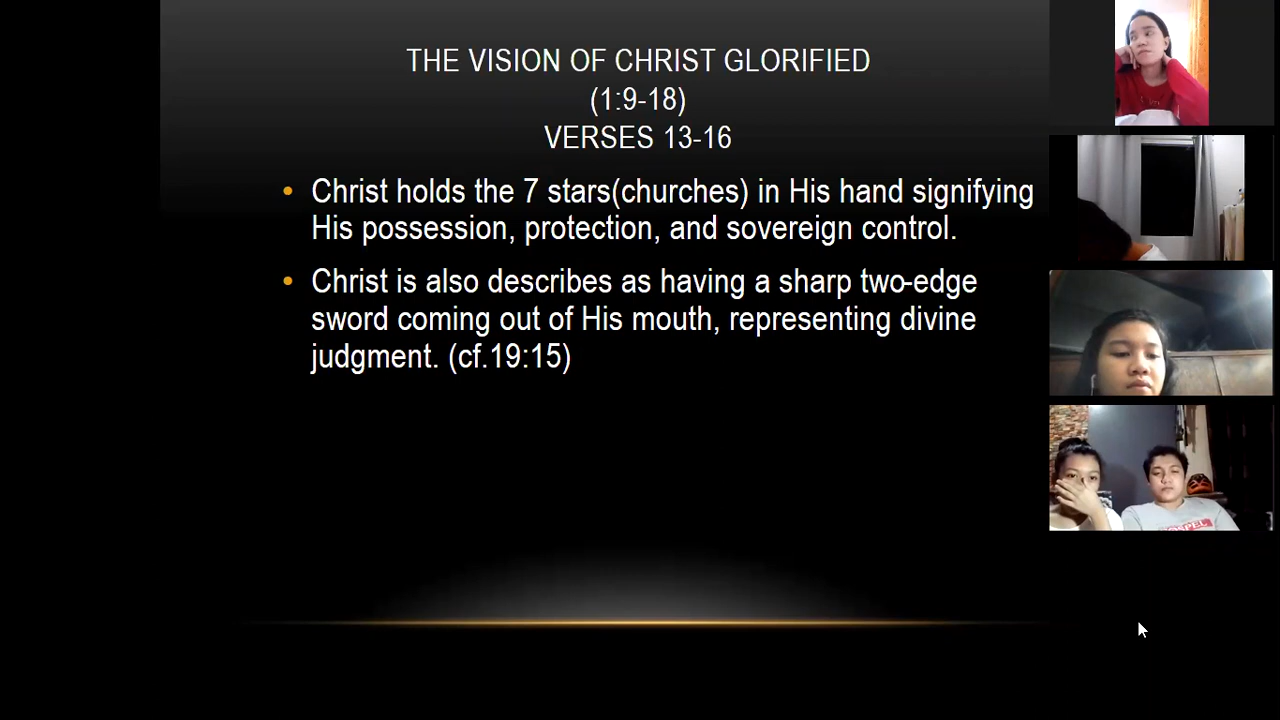 THE VISION OF CHRIST GLORIFIED
(1:9-18)
VERSES 13-16
• Christ holds the 7 stars(churches) in His hand signifying
His possession, protection, and sovereign control.
• Christ is also describes as having a sharp two-edge
sword coming out of His mouth, representing divine
judgment. (cf.19:15)